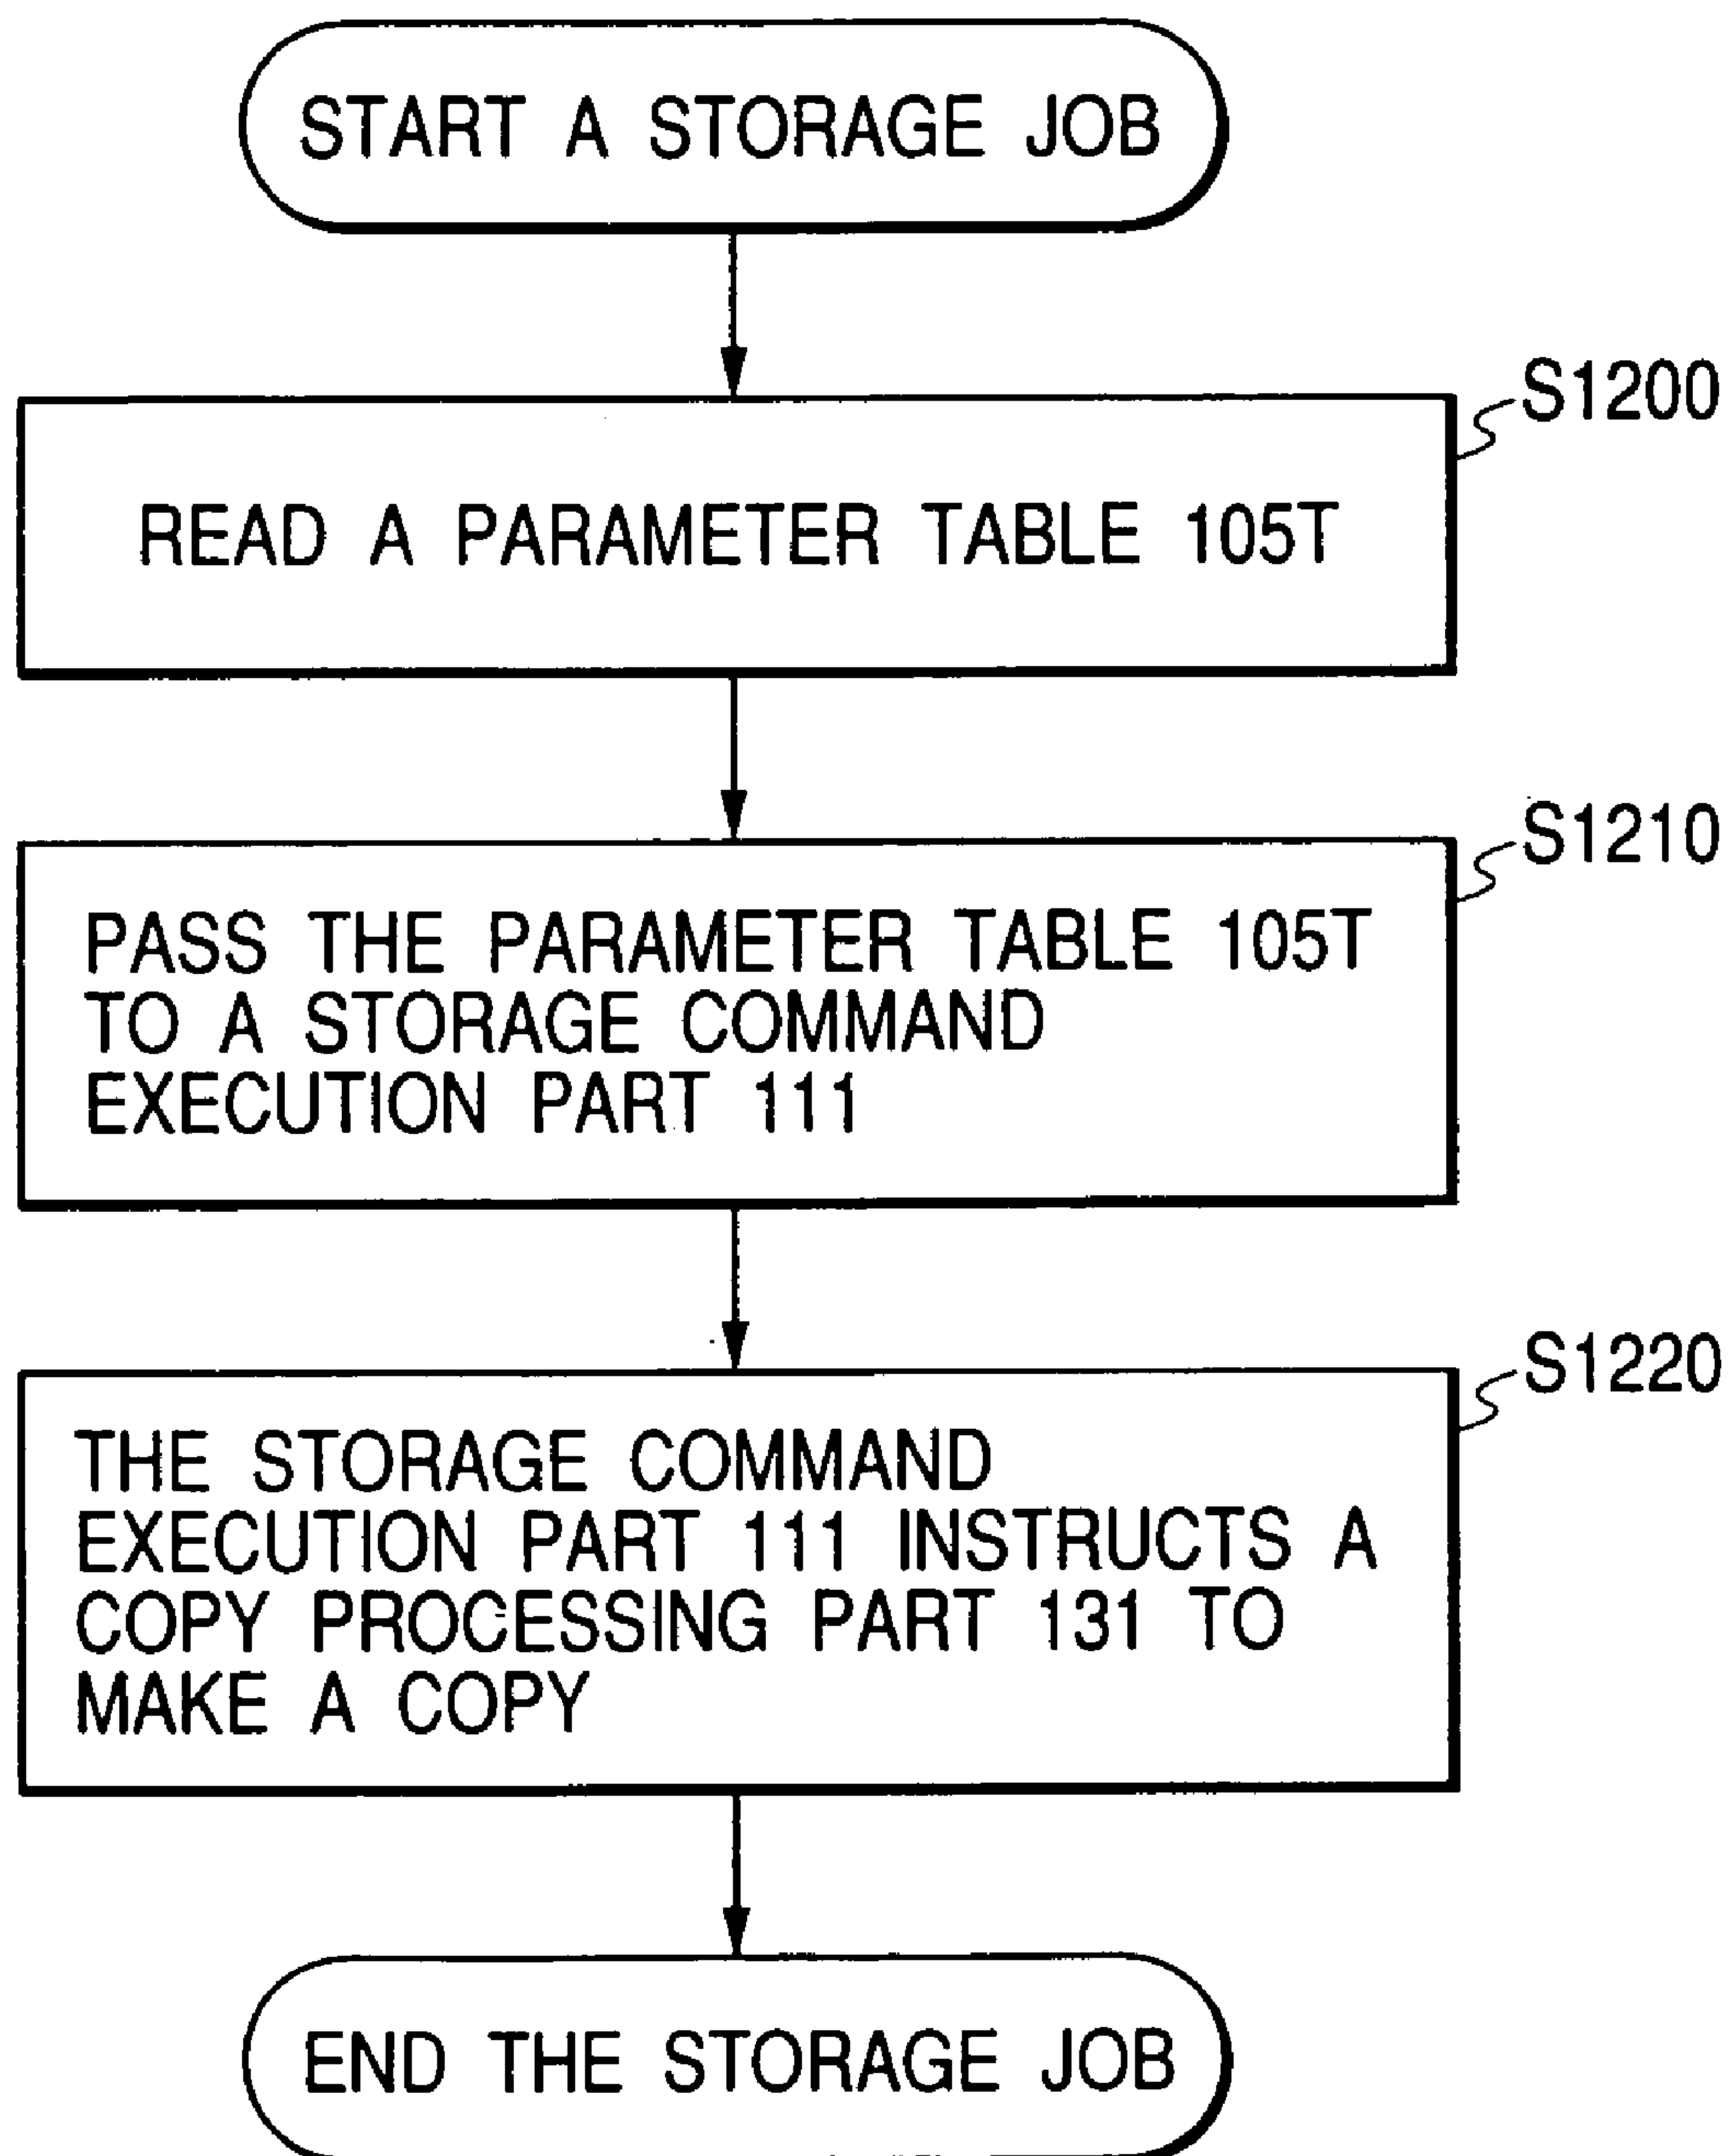 START A STORAGE JOB
S1200
READ A PARAMETER TABLE 105T
S1210
PASS THE PARAMETER TABLE 105T
TO A STORAGE COMMAND
EXECUTION PART 111
S1220
THE STORAGE COMMAND
EXECUTION PART 111 INSTRUCTS A
COPY PROCESSING PART 131 TO
MAKE A COPY
END THE STORAGE JOB